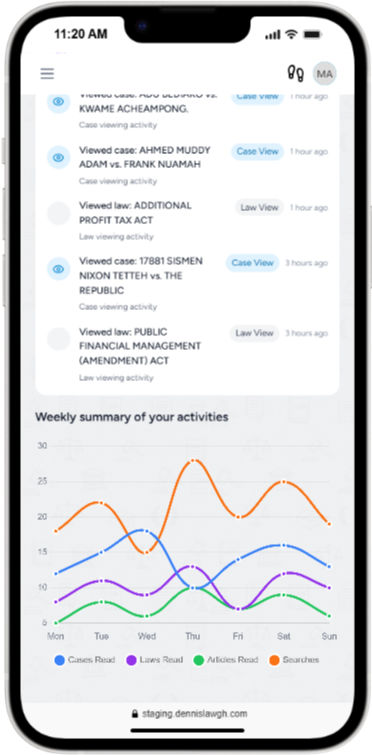 11:20 AM
MA
Viewed case: ADU BEDIAKO vs.
KWAME ACHEAMPONG.
Case View
1 hour ago
Case viewing activity
Viewed case: AHMED MUDDY
ADAM vs. FRANK NUAMAH
Case View
1 hour ago
Case viewing activity
Viewed law: ADDITIONAL
PROFIT TAX ACT
Law View
1 hour ago
Law viewing activity
Viewed case: 17881 SISMEN
NIXON TETTEH vs. THE
REPUBLIC
Case View
3 hours ago
Case viewing activity
Viewed law: PUBLIC
FINANCIAL MANAGEMENT
(AMENDMENT) ACT
Law View
3 hours ago
Law viewing activity
Weekly summary of your activities
30
25
20
15
10
5
Mon Tue Wed Thu Fri Sat Sun
Cases Read Laws Read Articles Read Searches
staging.dennislawgh.com